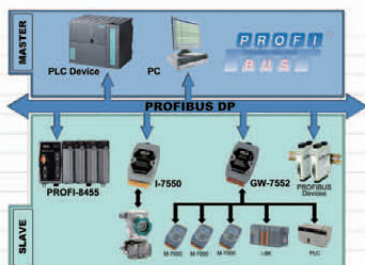 MASTER
PLC Device
PC
PROFI
BUS
PROFIBUS DP
SLAVE
PROFI-8455
I-7550
GW-7552
PROFIBUS
Devices
M-7000
M-7000
M-7000
I-8K
PLC